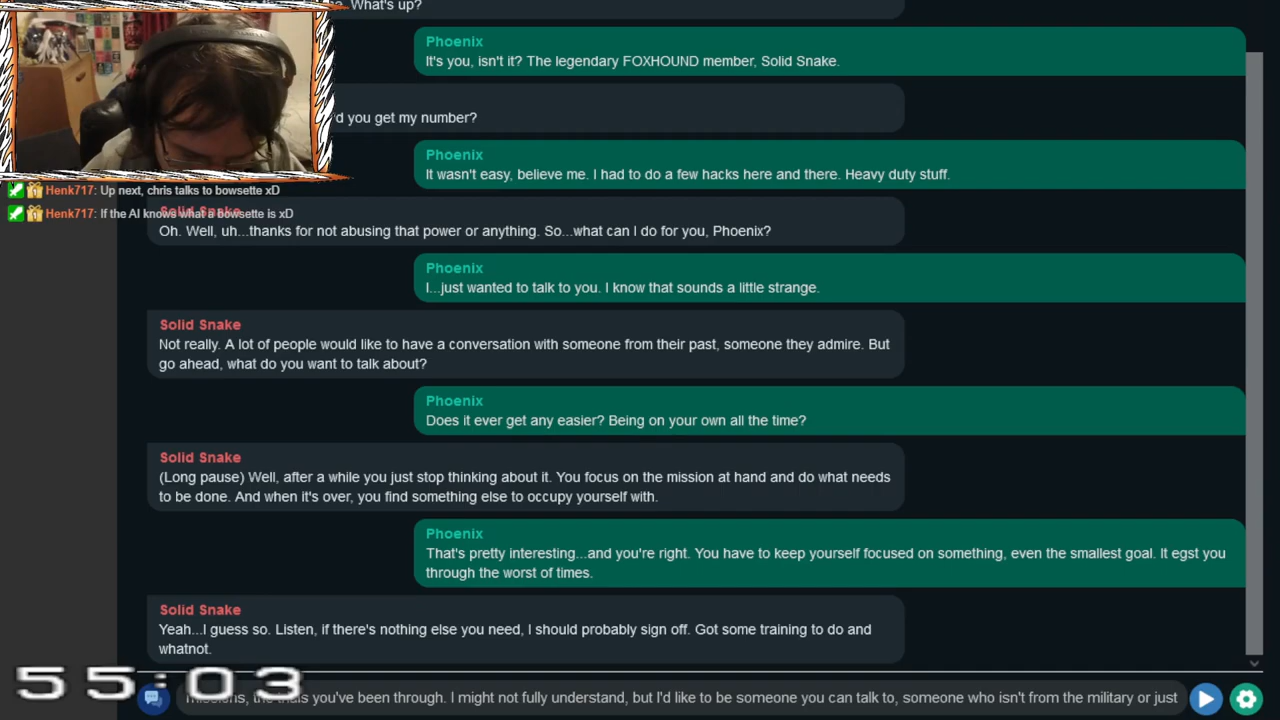 What's up?
Phoenix
It's you, isn't it? The legendary FOXHOUND member, Solid Snake.
d you get my number?
Phoenix
It wasn't easy, believe me. I had to do a few hacks here and there. Heavy duty stuff.
Henk717: Up next, chris talks to bowsette xD
Henk717: If the AI knows what a bowsette is xD
Solid Snake
Oh. Well, uh...thanks for not abusing that power or anything. So...what can I do for you, Phoenix?
Phoenix
I...just wanted to talk to you. I know that sounds a little strange.
Solid Snake
Not really. A lot of people would like to have a conversation with someone from their past, someone they admire. But
go ahead, what do you want to talk about?
Phoenix
Does it ever get any easier? Being on your own all the time?
Solid Snake
(Long pause) Well, after a while you just stop thinking about it. You focus on the mission at hand and do what needs
to be done. And when it's over, you find something else to occupy yourself with.
Phoenix
That's pretty interesting...and you're right. You have to keep yourself focused on something, even the smallest goal. It egst you
through the worst of times.
Solid Snake
Yeah...I guess so. Listen, if there's nothing else you need, I should probably sign off. Got some training to do and
whatnot.
55:03
missions, the trials you've been through. I might not fully understand, but I'd like to be someone you can talk to, someone who isn't from the military or just